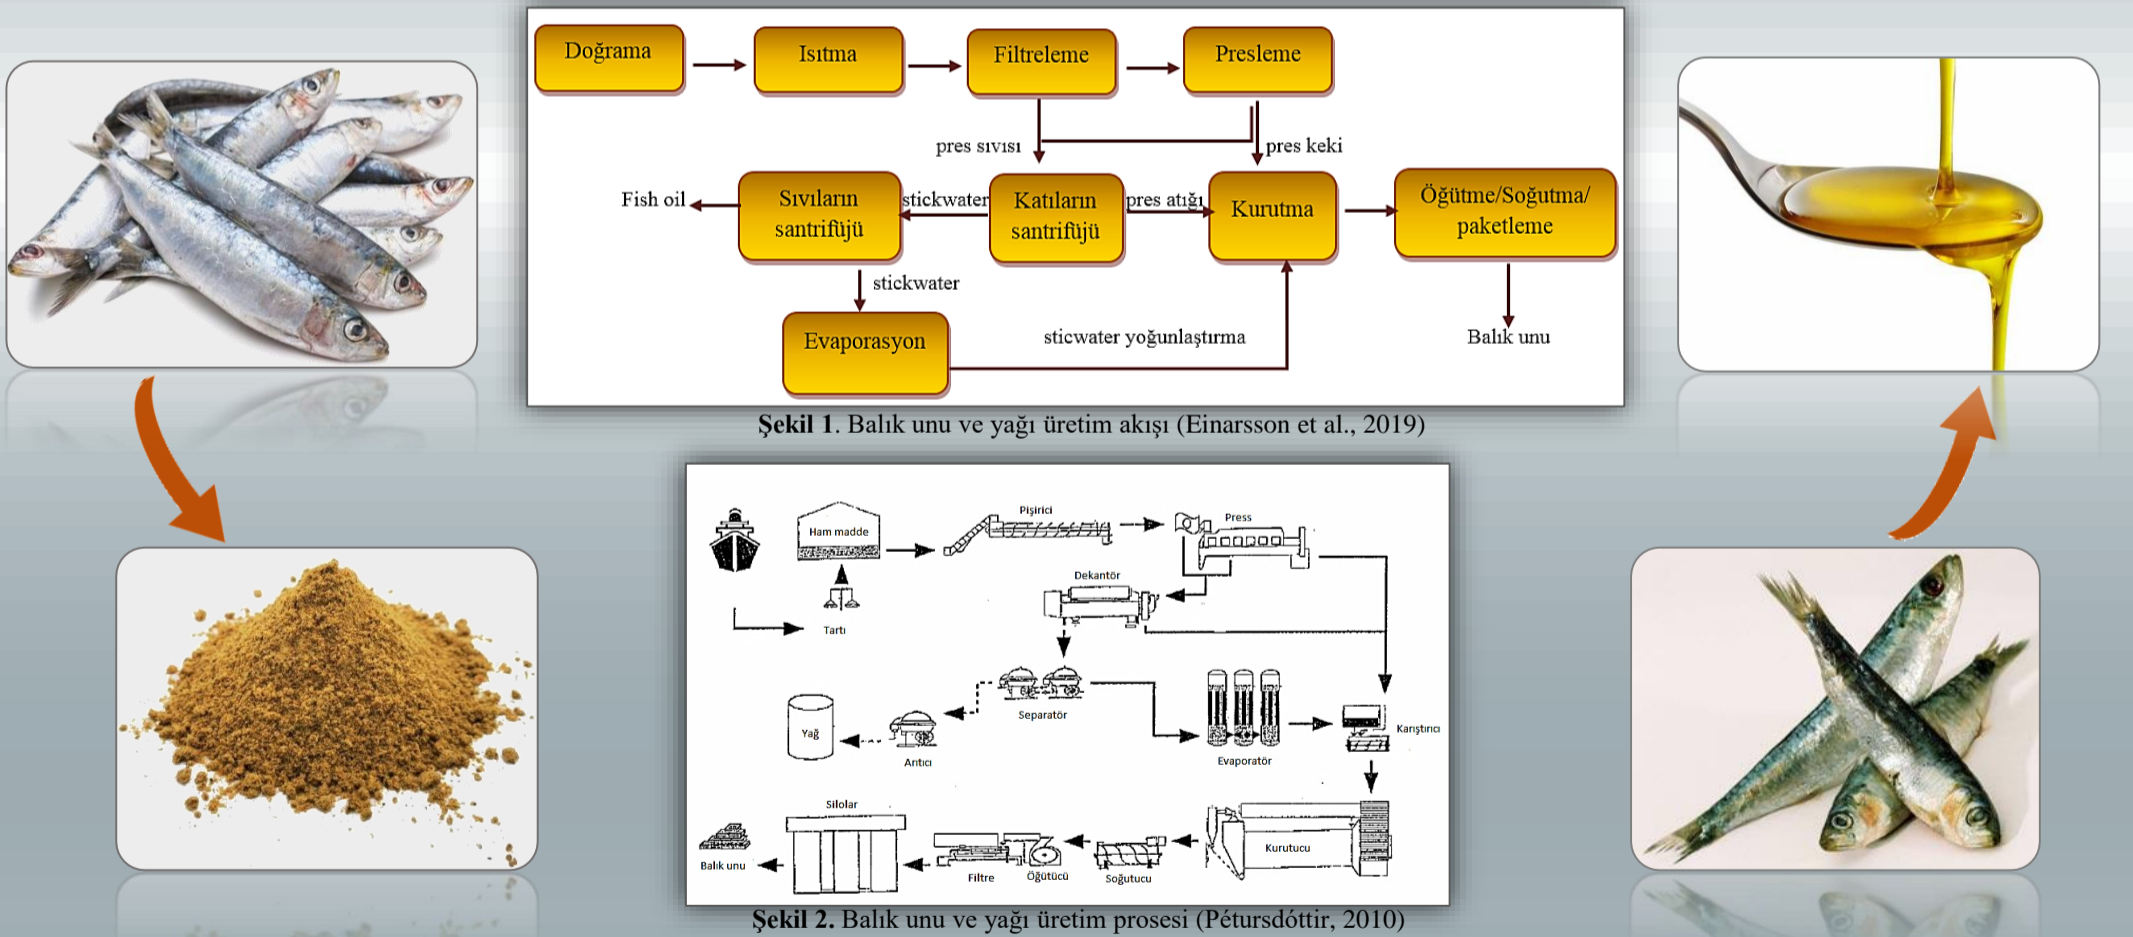 Doğrama
Isıtma
Filtreleme
Presleme
pres sıvısı
pres keki
Fish oil
Sıvıların
santrifüjü
stickwater
Katıların
santrifüjü
pres atığı
Kurutma
Öğütme/Soğutma/
paketleme
stickwater
Evaporasyon
sticwater yoğunlaştırma
Balık unu
Şekil 1. Balık unu ve yağı üretim akışı (Einarsson et al., 2019)
Ham madde
Pişirici
Press
Tartı
Dekantör
Yağ
Arıtıcı
Separatör
Evaporatör
Karıştırıcı
Silolar
Balık unu
Filtre
Öğütücü
Soğutucu
Kurutucu
Şekil 2. Balık unu ve yağı üretim prosesi (Pétursdóttir, 2010)